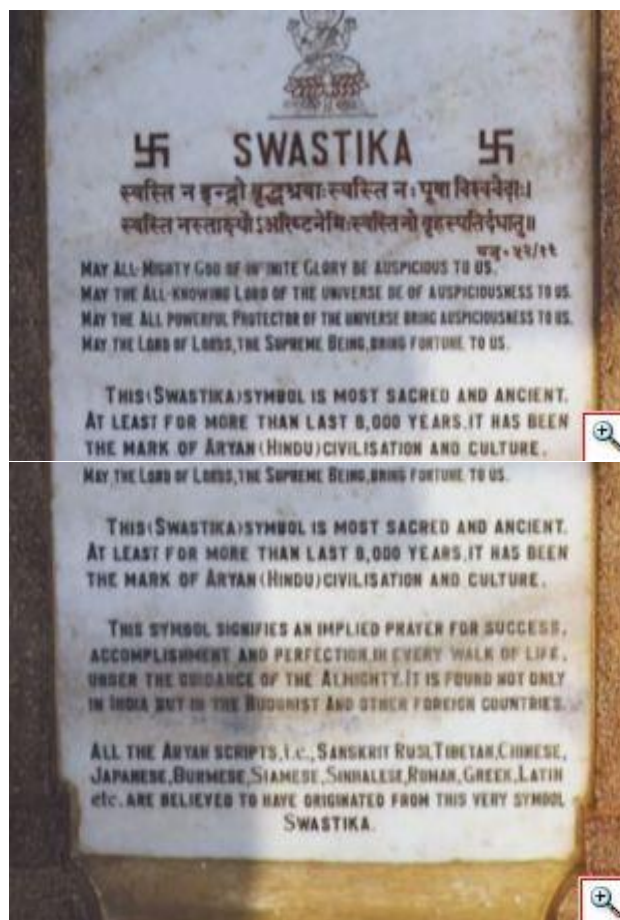 卐 SWASTIKA 卐
स्वस्ति न इन्द्रो वृद्धश्रवाः स्वस्ति नः पूषा विश्ववेदाः।
स्वस्ति नस्तार्क्ष्योऽअरिष्टनेमिः स्वस्ति नो वृहस्पतिर्दधातु॥
MAY ALL-MIGHTY GOD OF INFINITE GLORY BE AUSPICIOUS TO US.
MAY THE ALL-KNOWING LORD OF THE UNIVERSE BE OF AUSPICIOUSNESS TO US.
MAY THE ALL POWERFUL PROTECTOR OF THE UNIVERSE BRING AUSPICIOUSNESS TO US.
MAY THE LORD OF LORDS, THE SUPREME BEING, BRING FORTUNE TO US.
THIS (SWASTIKA) SYMBOL IS MOST SACRED AND ANCIENT.
AT LEAST FOR MORE THAN LAST 8,000 YEARS. IT HAS BEEN
THE MARK OF ARYAN (HINDU) CIVILISATION AND CULTURE.
MAY THE LORD OF LORDS, THE SUPREME BEING, BRING FORTUNE TO US.
THIS (SWASTIKA) SYMBOL IS MOST SACRED AND ANCIENT.
AT LEAST FOR MORE THAN LAST 8,000 YEARS. IT HAS BEEN
THE MARK OF ARYAN (HINDU) CIVILISATION AND CULTURE.
THIS SYMBOL SIGNIFIES AN IMPLIED PRAYER FOR SUCCESS,
ACCOMPLISHMENT AND PERFECTION, IN EVERY WALK OF LIFE,
UNDER THE GUIDANCE OF THE ALMIGHTY. IT IS FOUND NOT ONLY
IN INDIA BUT IN THE BUDDHIST AND OTHER FOREIGN COUNTRIES.
ALL THE ARYAN SCRIPTS, i.e., SANSKRIT TIBETAN, CHINESE,
JAPANESE, BURMESE, SIAMESE, SINHALESE, ROMAN, GREEK, LATIN
etc. ARE BELIEVED TO HAVE ORIGINATED FROM THIS VERY SYMBOL
SWASTIKA.